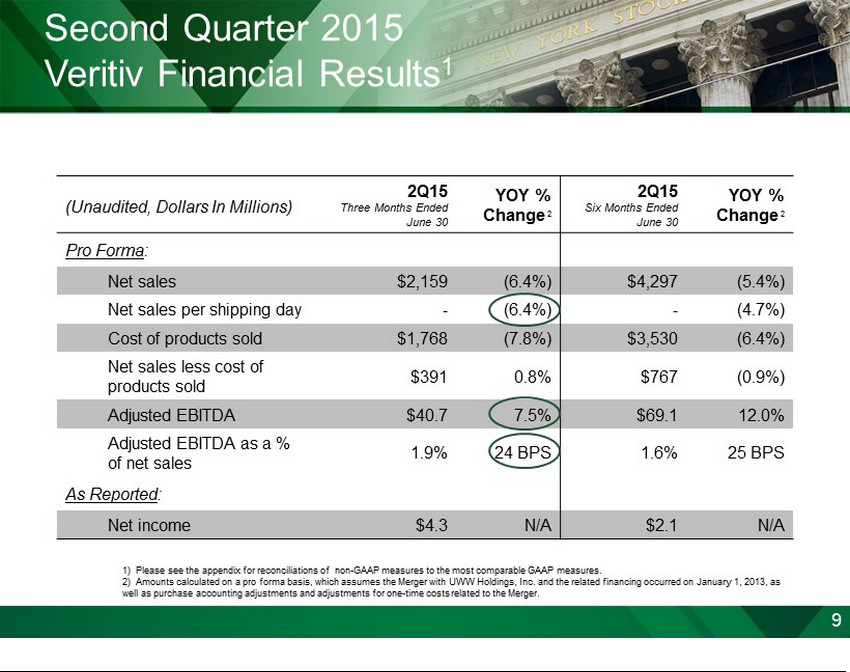 Second Quarter 2015
Veritiv Financial Results1
NEW YORK STOCK
(Unaudited, Dollars In Millions) 2Q15 Three Months Ended June 30 YOY % Change 2 2Q15 Six Months Ended June 30 YOY % Change 2
Pro Forma:
Net sales $2,159 (6.4%) $4,297 (5.4%)
Net sales per shipping day - (6.4%) - (4.7%)
Cost of products sold $1,768 (7.8%) $3,530 (6.4%)
Net sales less cost of products sold $391 0.8% $767 (0.9%)
Adjusted EBITDA $40.7 7.5% $69.1 12.0%
Adjusted EBITDA as a % of net sales 1.9% 24 BPS 1.6% 25 BPS
As Reported:
Net income $4.3 N/A $2.1 N/A
1) Please see the appendix for reconciliations of non-GAAP measures to the most comparable GAAP measures.
2) Amounts calculated on a pro forma basis, which assumes the Merger with UWW Holdings, Inc. and the related financing occurred on January 1, 2013, as
well as purchase accounting adjustments and adjustments for one-time costs related to the Merger.
9